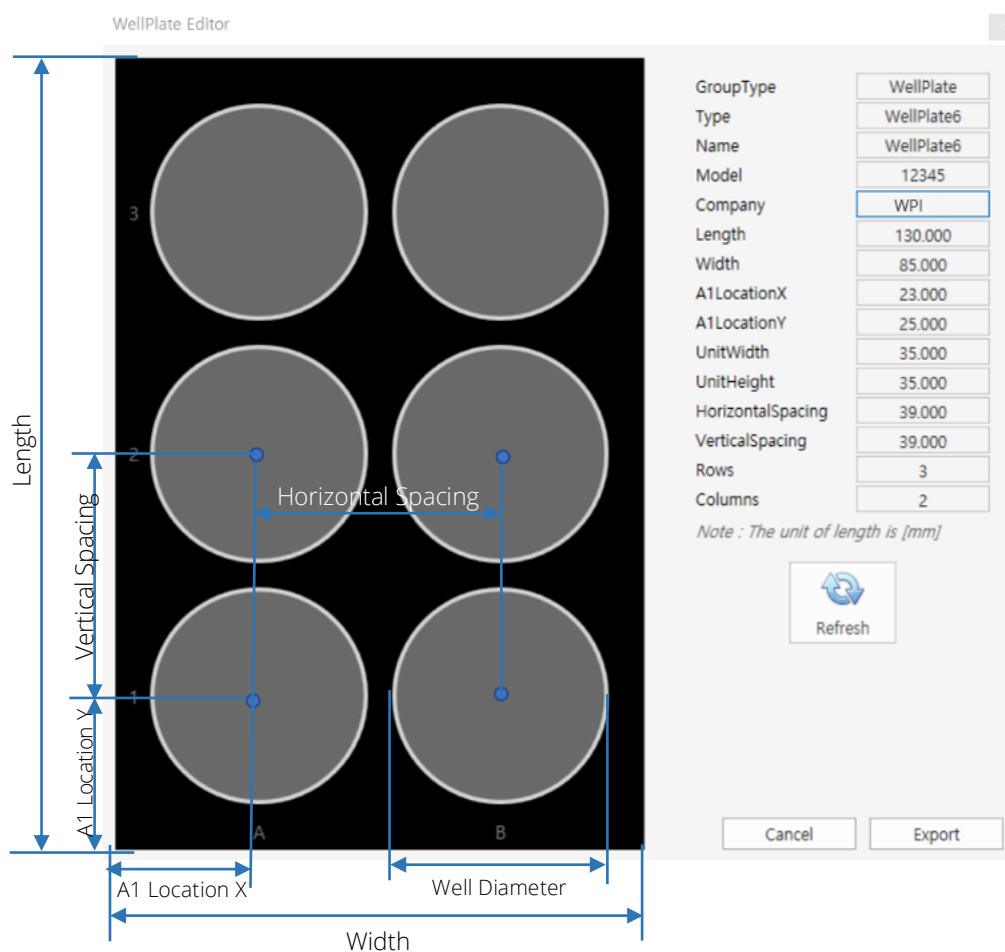 WellPlate Editor
GroupType WellPlate
Type WellPlate6
Name WellPlate6
Model 12345
Company WPI
Length 130.000
Width 85.000
A1LocationX 23.000
A1LocationY 25.000
UnitWidth 35.000
UnitHeight 35.000
HorizontalSpacing 39.000
VerticalSpacing 39.000
Rows 3
Columns 2
Note : The unit of length is [mm]
Refresh
Cancel Export
3
2
1
A B
Length
Vertical Spacing
Horizontal Spacing
A1 Location Y
A1 Location X
Well Diameter
Width